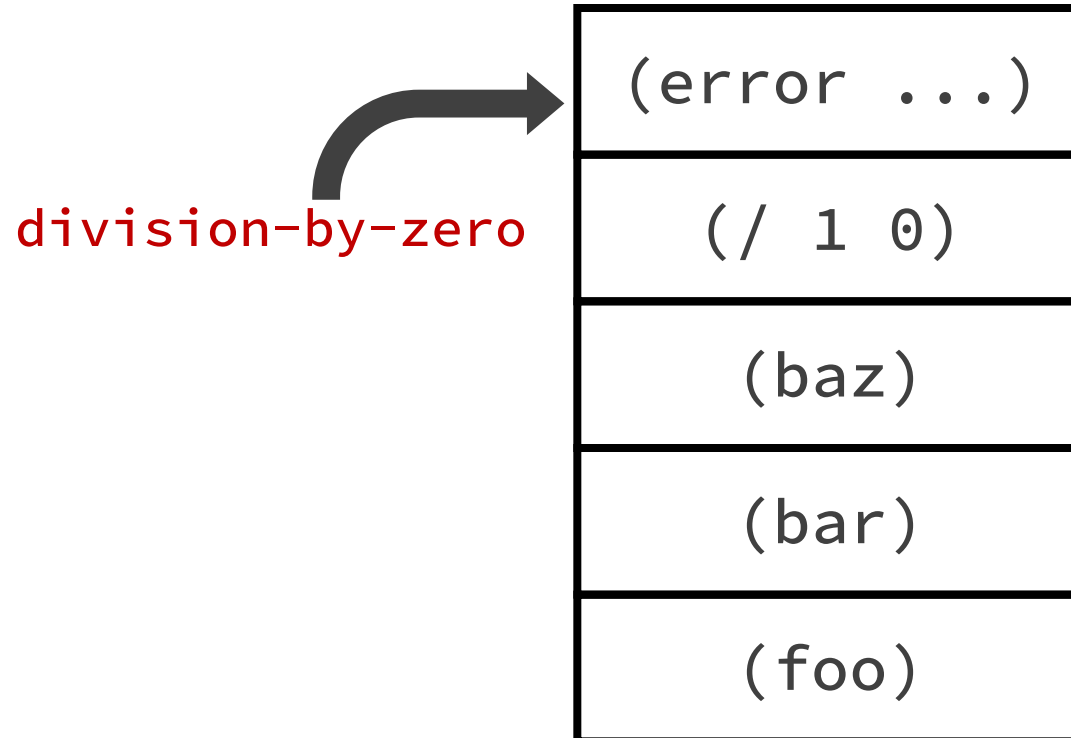 (error ...)
division-by-zero
(/ 1 0)
(baz)
(bar)
(foo)